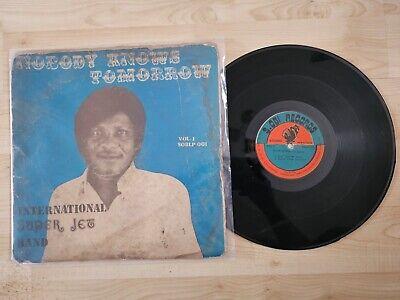 NOBODY KNOWS
TOMORROW
VOL-1
SOBLP 001
INTERNATIONAL
SUPER JET
BAND
RECORDS